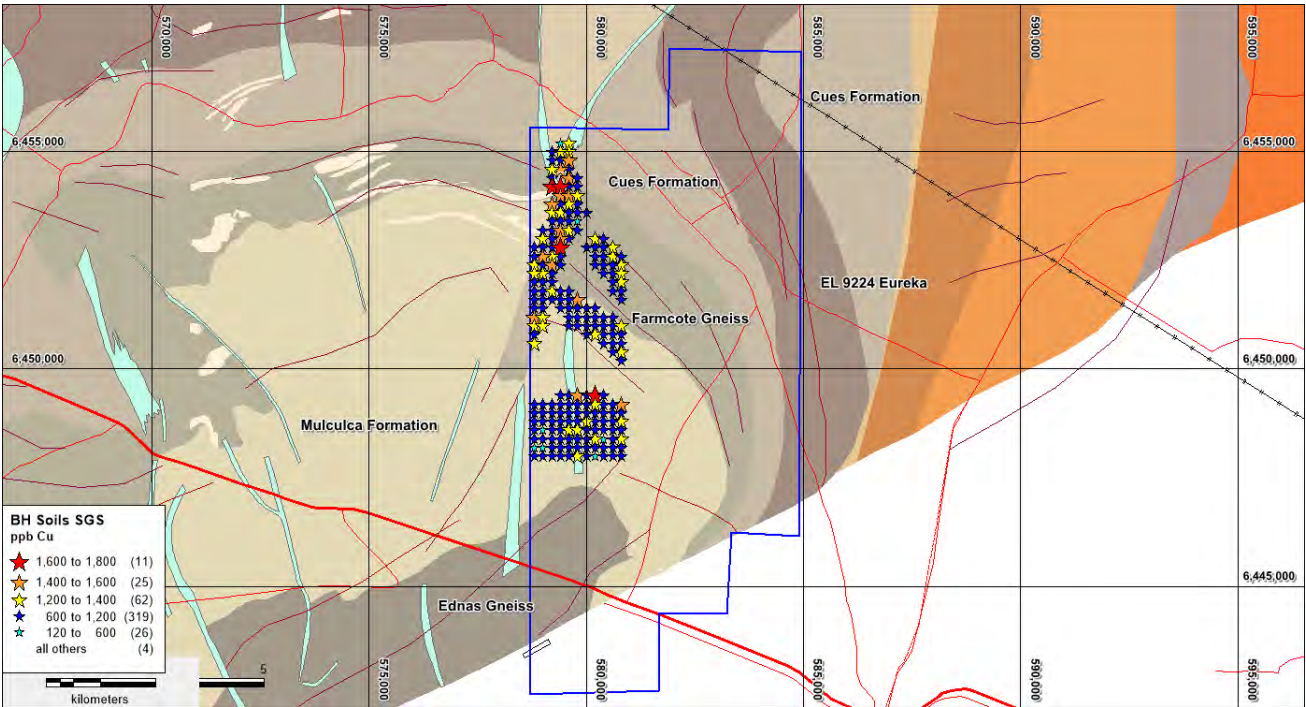 570,000
575,000
580,000
585,000
590,000
595,000
Cues Formation
6,455,000
6,455,000
Cues Formation
EL 9224 Eureka
Farmcote Gneiss
6,450,000
6,450,000
Mulculca Formation
BH Soils SGS
ppb Cu
1,600 to 1,800 (11)
1,400 to 1,600 (25)
1,200 to 1,400 (62)
600 to 1,200 (319)
120 to 600 (26)
all others (4)
6,445,000
Ednas Gneiss
5
kilometers
575,000
580,000
585,000
590,000
595,000